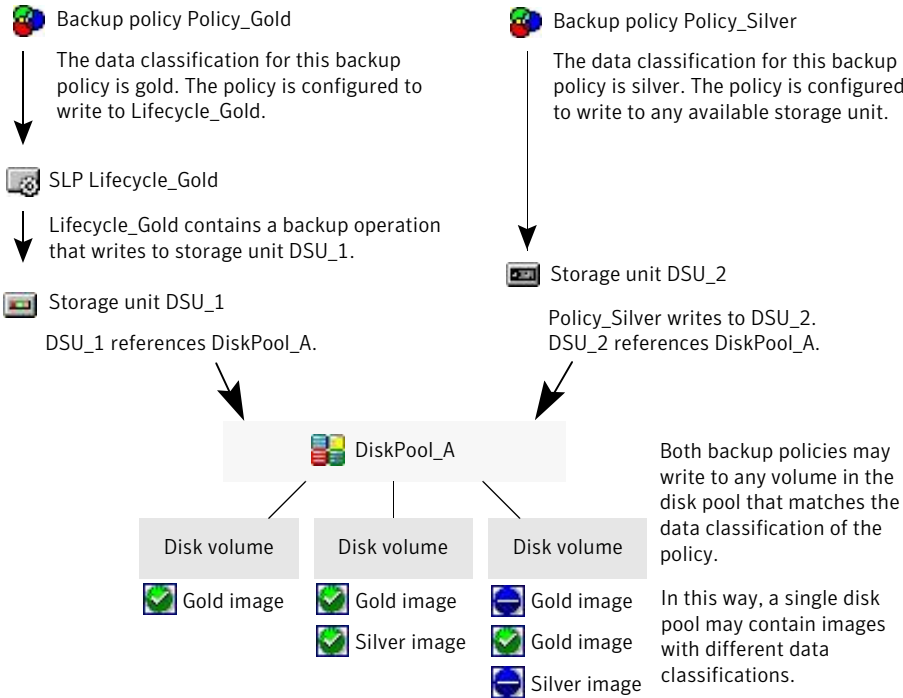 Backup policy Policy_Gold
The data classification for this backup
policy is gold. The policy is configured to
write to Lifecycle_Gold.
SLP Lifecycle_Gold
Lifecycle_Gold contains a backup operation
that writes to storage unit DSU_1.
Storage unit DSU_1
DSU_1 references DiskPool_A.
Backup policy Policy_Silver
The data classification for this backup
policy is silver. The policy is configured
to write to any available storage unit.
Storage unit DSU_2
Policy_Silver writes to DSU_2.
DSU_2 references DiskPool_A.
DiskPool_A
Disk volume
Gold image
Disk volume
Gold image
Silver image
Disk volume
Gold image
Gold image
Silver image
Both backup policies may
write to any volume in the
disk pool that matches the
data classification of the
policy.
In this way, a single disk
pool may contain images
with different data
classifications.